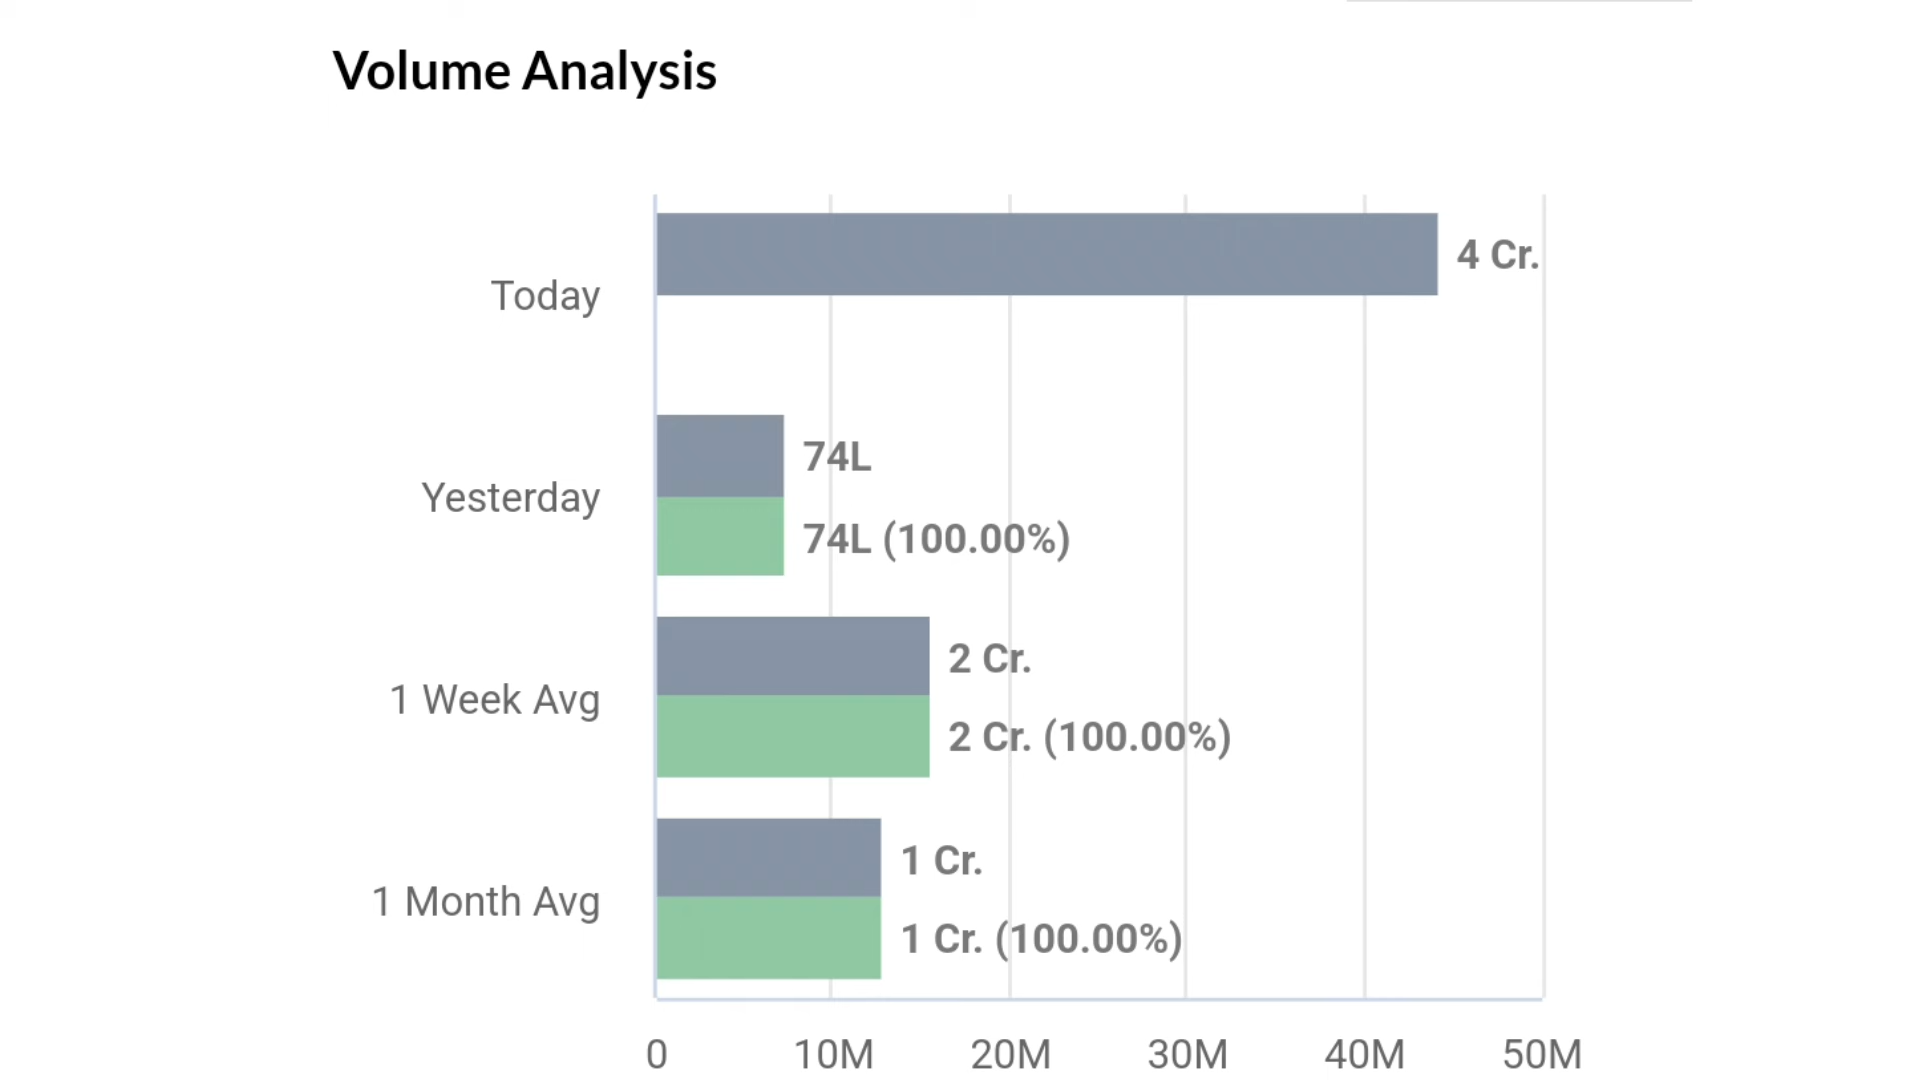 Volume Analysis
Today
4 Cr.
Yesterday
74L
74L (100.00%)
1 Week Avg
2 Cr.
2 Cr. (100.00%)
1 Month Avg
1 Cr.
1 Cr. (100.00%)
0 10M 20M 30M 40M 50M